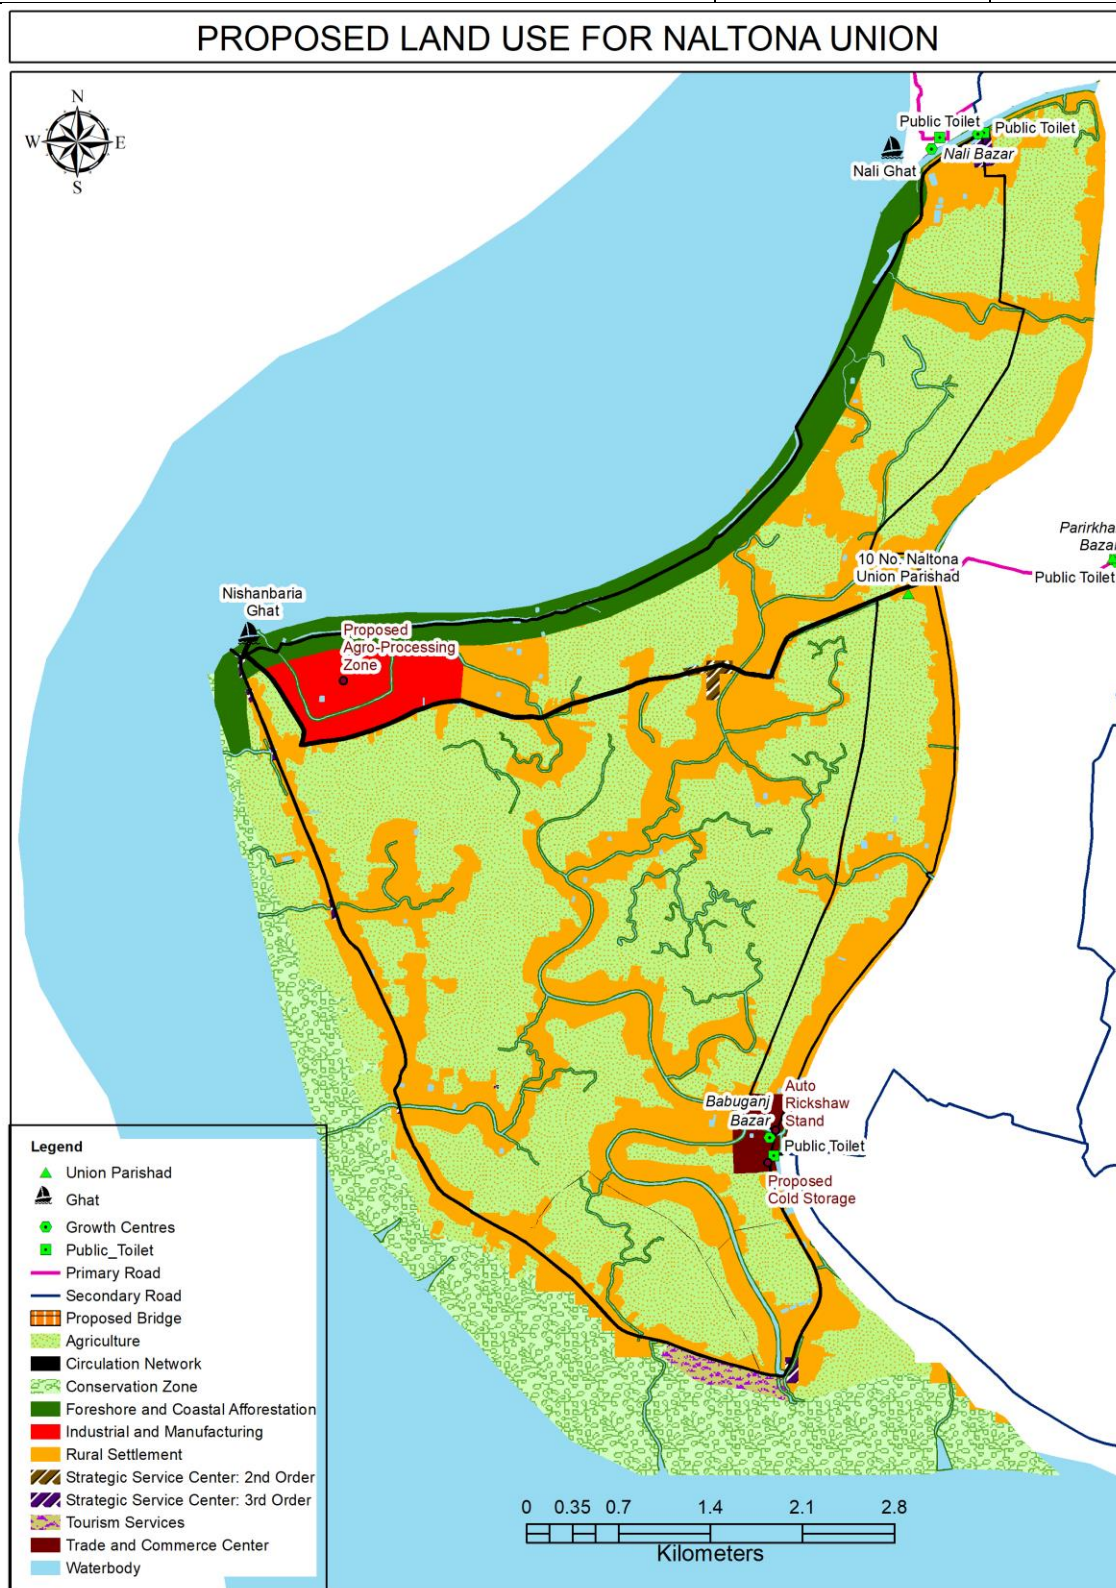 PROPOSED LAND USE FOR NALTONA UNION
N
W
E
S
Public Toilet
Public Toilet
Nali Bazar
Nali Ghat
Parirkha
Bazar
Public Toilet
10 No. Naltona
Union Parishad
Nishanbaria
Ghat
Proposed
Agro-Processing
Zone
Babuganj
Bazar
Auto
Rickshaw
Stand
Public Toilet
Proposed
Cold Storage
Legend
Union Parishad
Ghat
Growth Centres
Public_Toilet
Primary Road
Secondary Road
Proposed Bridge
Agriculture
Circulation Network
Conservation Zone
Foreshore and Coastal Afforestation
Industrial and Manufacturing
Rural Settlement
Strategic Service Center: 2nd Order
Strategic Service Center: 3rd Order
Tourism Services
Trade and Commerce Center
Waterbody
0 0.35 0.7 1.4 2.1 2.8
Kilometers